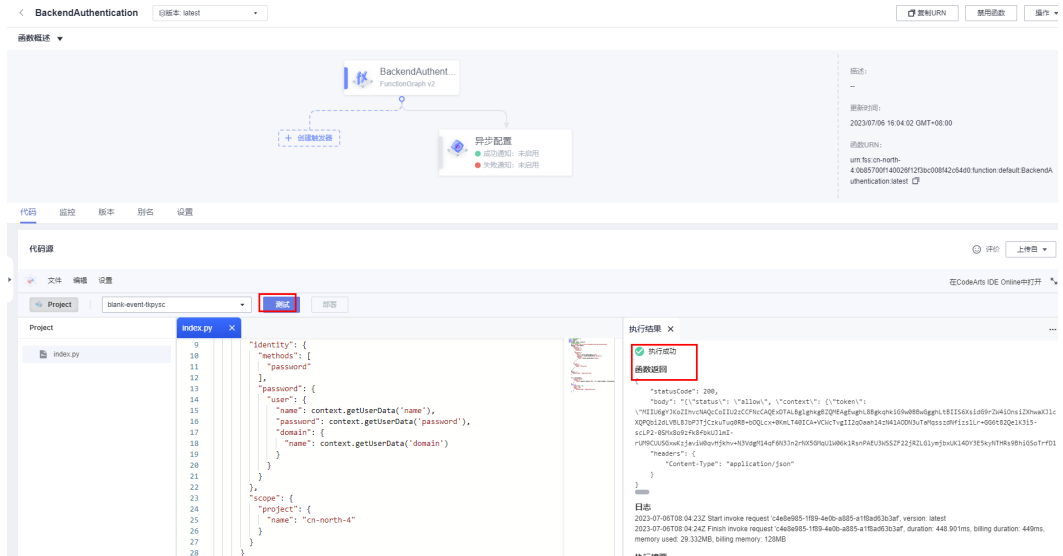 BackendAuthentication
版本: latest
复制URN
禁用函数
操作
函数概述
BackendAuthent...
FunctionGraph v2
创建触发器
异步配置
成功通知：未启用
失败通知：未启用
描述：
--
更新时间：
2023/07/06 16:04:02 GMT+08:00
函数URN：
urn:fss:cn-north-
4:0b85700f140026f12f3bc008f42c64d0:function:default:BackendA
uthentication:latest
代码
监控
版本
别名
设置
代码源
评价
上传自
文件
编辑
设置
在CodeArts IDE Online中打开
Project
blank-event-tkpysc
测试
部署
Project
index.py
index.py
9 "identity": {
10 "methods": [
11 "password"
12 ],
13 "password": {
14 "user": {
15 "name": context.getUserData('name'),
16 "password": context.getUserData('password'),
17 "domain": {
18 "name": context.getUserData('domain')
19 }
20 }
21 }
22 },
23 "scope": {
24 "project": {
25 "name": "cn-north-4"
26 }
27 }
28 }
执行结果
执行成功
函数返回
{
"statusCode": 200,
"body": "{\"status\": \"allow\", \"context\": {\"token\":
"headers": {
"Content-Type": "application/json"
}
}
日志
2023-07-06T08:04:23Z Start invoke request 'c4e8e985-1f89-4e0b-a885-a1f8ad63b3af', version: latest
2023-07-06T08:04:24Z Finish invoke request 'c4e8e985-1f89-4e0b-a885-a1f8ad63b3af', duration: 448.901ms, billing duration: 449ms,
memory used: 29.332MB, billing memory: 128MB